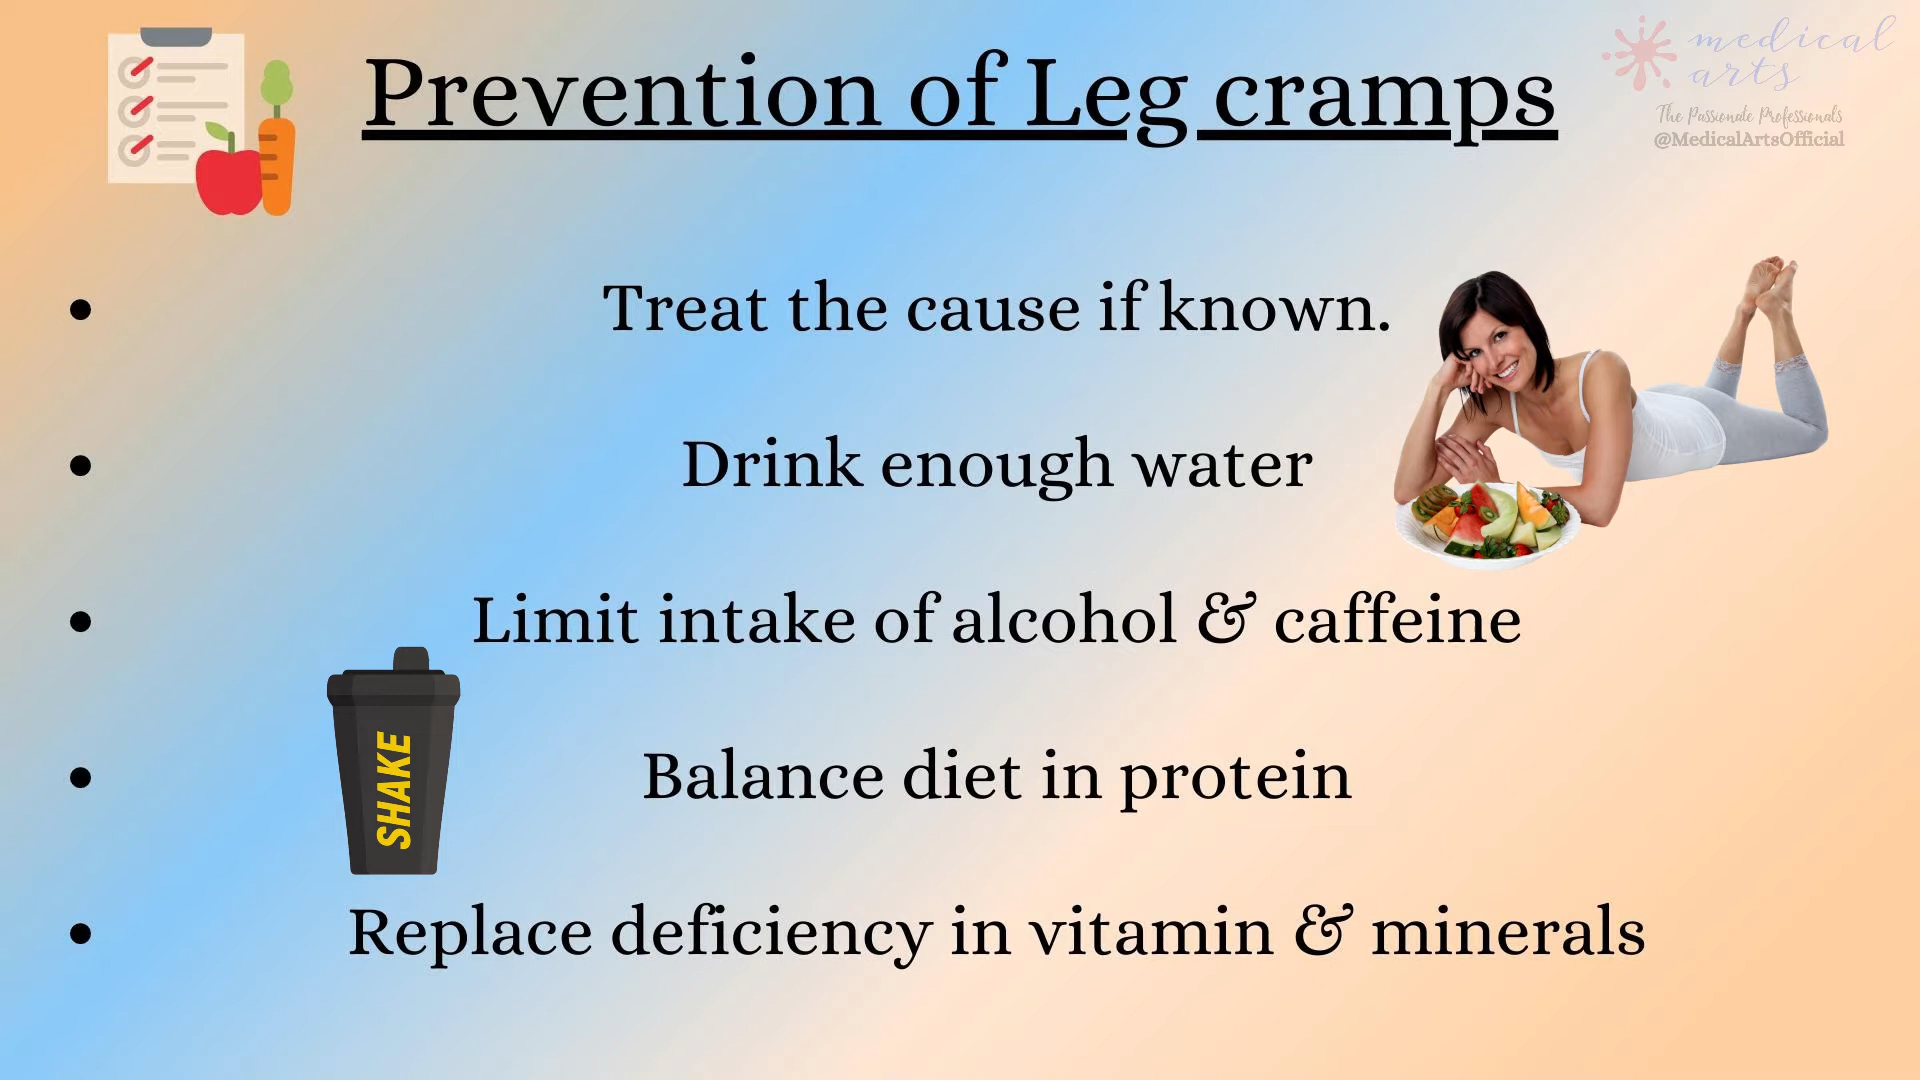 Prevention of Leg cramps
medical
arts
The Passionate Professionals
@MedicalArtsOfficial
• Treat the cause if known.
• Drink enough water
• Limit intake of alcohol & caffeine
SHAKE
• Balance diet in protein
• Replace deficiency in vitamin & minerals